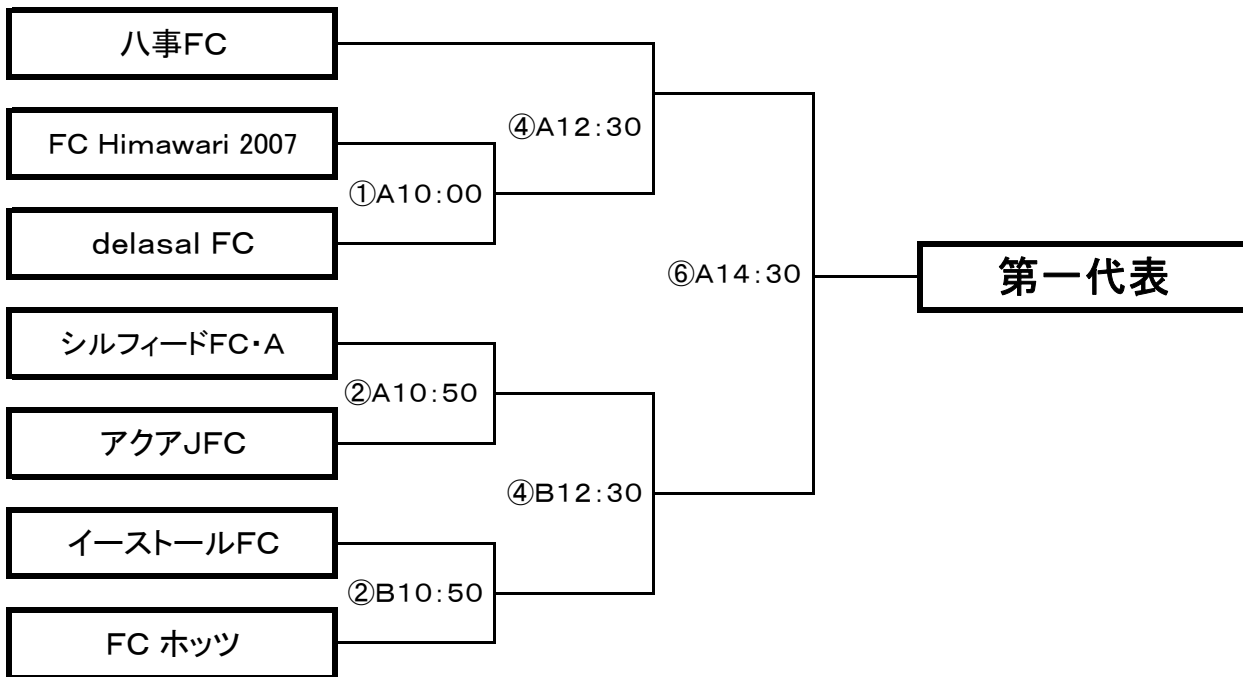 八事FC
④A12:30
FC Himawari 2007
①A10:00
delasal FC
⑥A14:30
第一代表
シルフィードFC・A
②A10:50
アクアJFC
④B12:30
イーストールFC
②B10:50
FC ホッツ